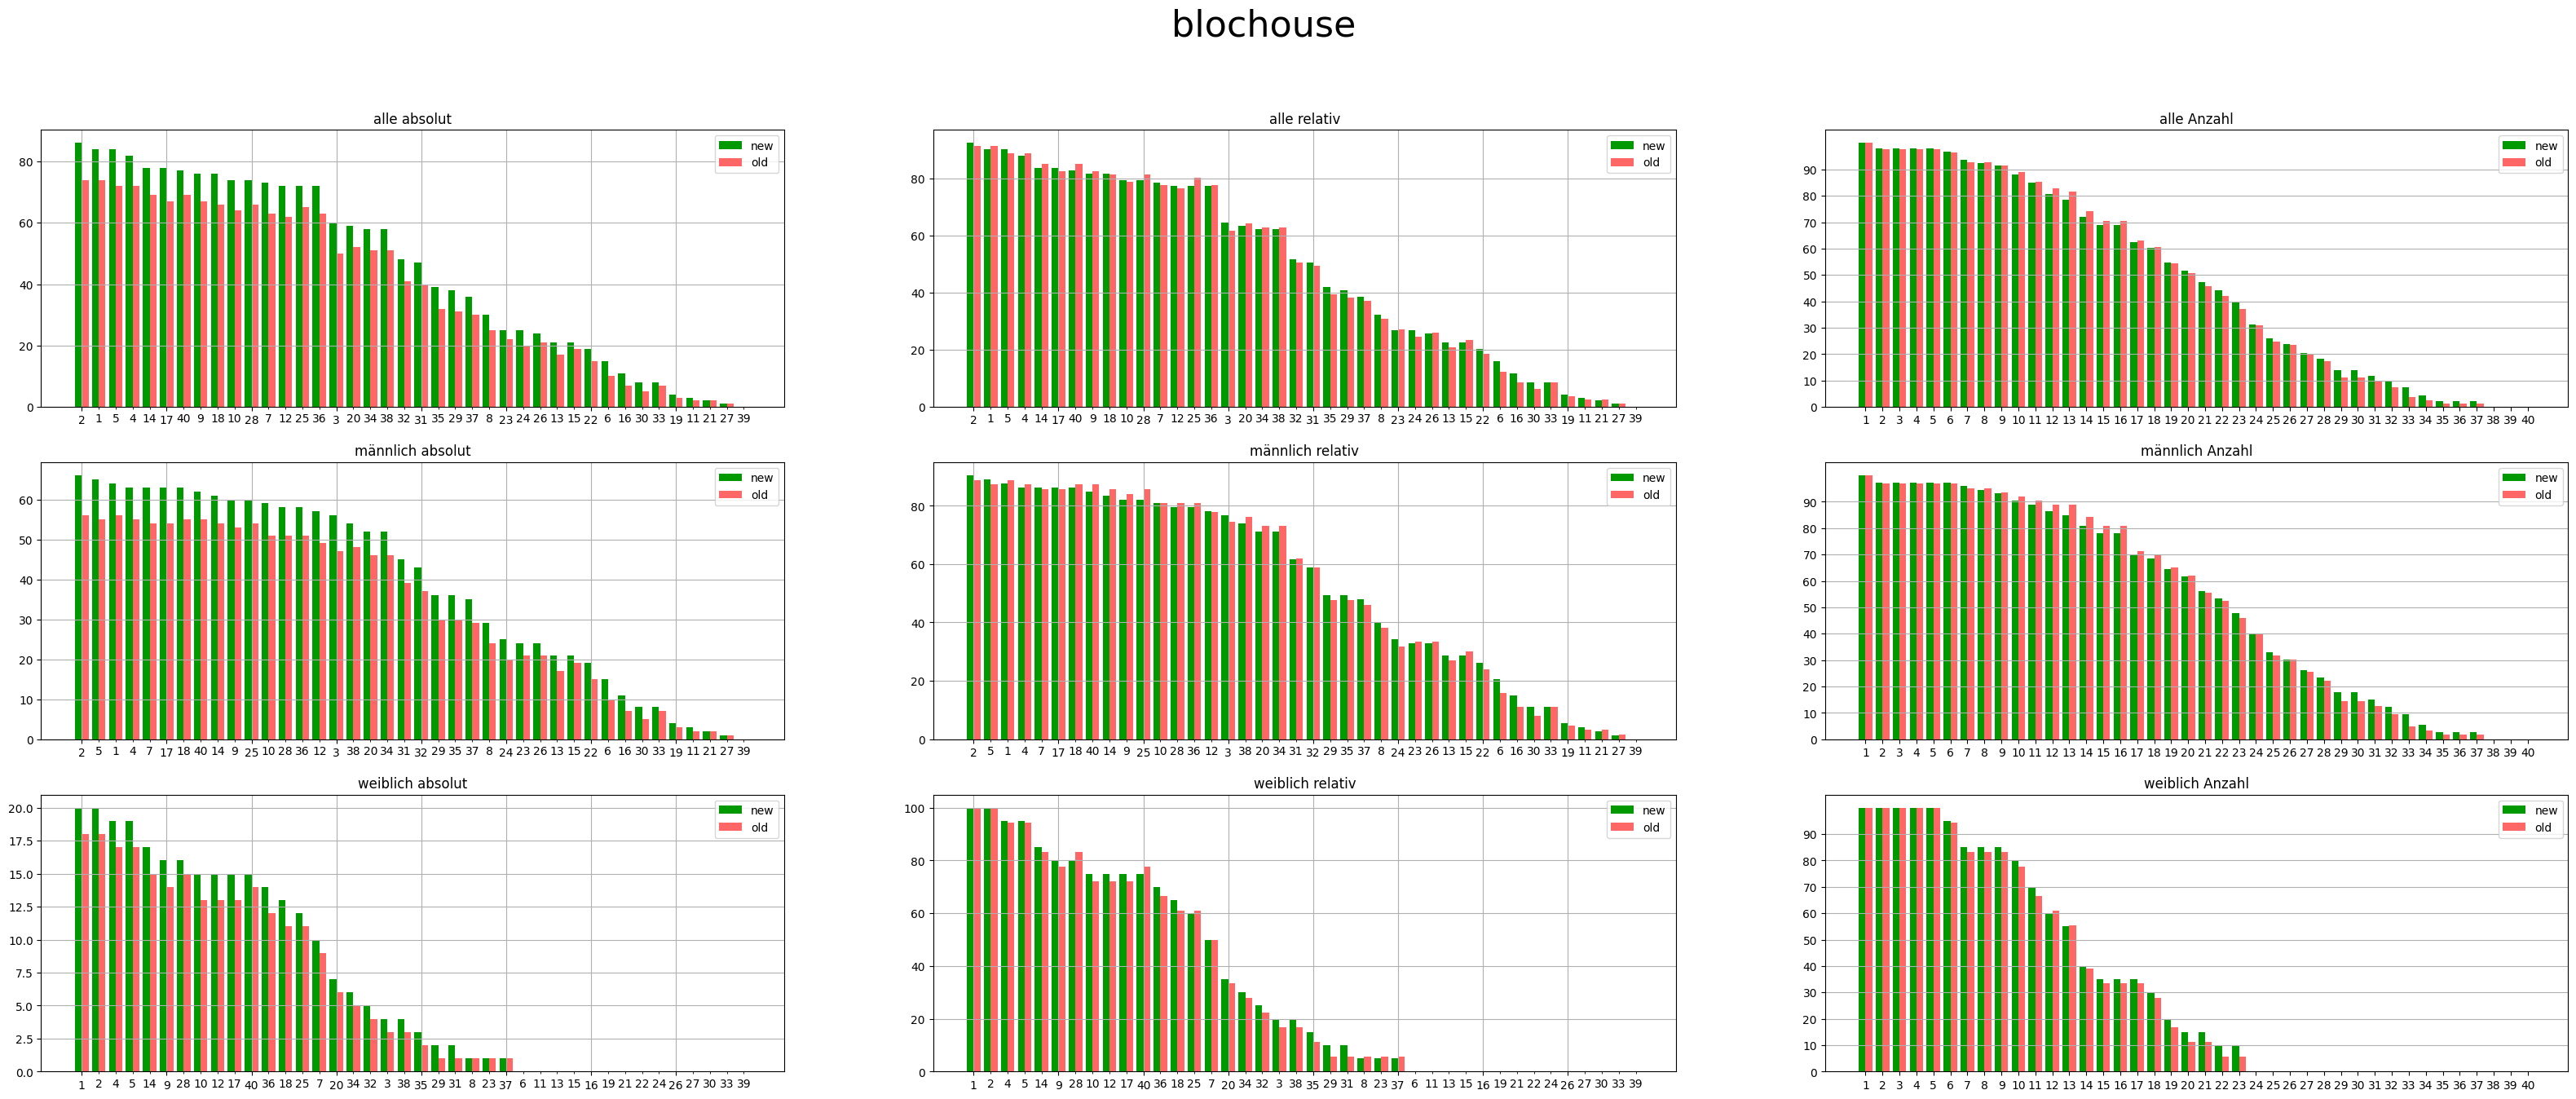 blochouse
alle absolut
alle relativ
alle Anzahl
80
60
40
20
0
new
old
2 1 5 4 14 17 40 9 18 10 28 7 12 25 36 3 20 34 38 32 31 35 29 37 8 23 24 26 13 15 22 6 16 30 33 19 11 21 27 39
80
60
40
20
0
new
old
2 1 5 4 14 17 40 9 18 10 28 7 12 25 36 3 20 34 38 32 31 35 29 37 8 23 24 26 13 15 22 6 16 30 33 19 11 21 27 39
90
80
70
60
50
40
30
20
10
0
new
old
1 2 3 4 5 6 7 8 9 10 11 12 13 14 15 16 17 18 19 20 21 22 23 24 25 26 27 28 29 30 31 32 33 34 35 36 37 38 39 40
männlich absolut
männlich relativ
männlich Anzahl
60
50
40
30
20
10
0
new
old
2 5 1 4 7 17 18 40 14 9 25 10 28 36 12 3 38 20 34 31 32 29 35 37 8 24 23 26 13 15 22 6 16 30 33 19 11 21 27 39
80
60
40
20
0
new
old
2 5 1 4 7 17 18 40 14 9 25 10 28 36 12 3 38 20 34 31 32 29 35 37 8 24 23 26 13 15 22 6 16 30 33 19 11 21 27 39
90
80
70
60
50
40
30
20
10
0
new
old
1 2 3 4 5 6 7 8 9 10 11 12 13 14 15 16 17 18 19 20 21 22 23 24 25 26 27 28 29 30 31 32 33 34 35 36 37 38 39 40
weiblich absolut
weiblich relativ
weiblich Anzahl
20.0
17.5
15.0
12.5
10.0
7.5
5.0
2.5
0.0
new
old
1 2 4 5 14 9 28 10 12 17 40 36 18 25 7 20 34 32 3 38 35 29 31 8 23 37 6 11 13 15 16 19 21 22 24 26 27 30 33 39
100
80
60
40
20
0
new
old
1 2 4 5 14 9 28 10 12 17 40 36 18 25 7 20 34 32 3 38 35 29 31 8 23 37 6 11 13 15 16 19 21 22 24 26 27 30 33 39
90
80
70
60
50
40
30
20
10
0
new
old
1 2 3 4 5 6 7 8 9 10 11 12 13 14 15 16 17 18 19 20 21 22 23 24 25 26 27 28 29 30 31 32 33 34 35 36 37 38 39 40